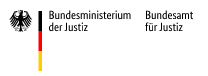 Bundesministerium
der Justiz
Bundesamt
für Justiz